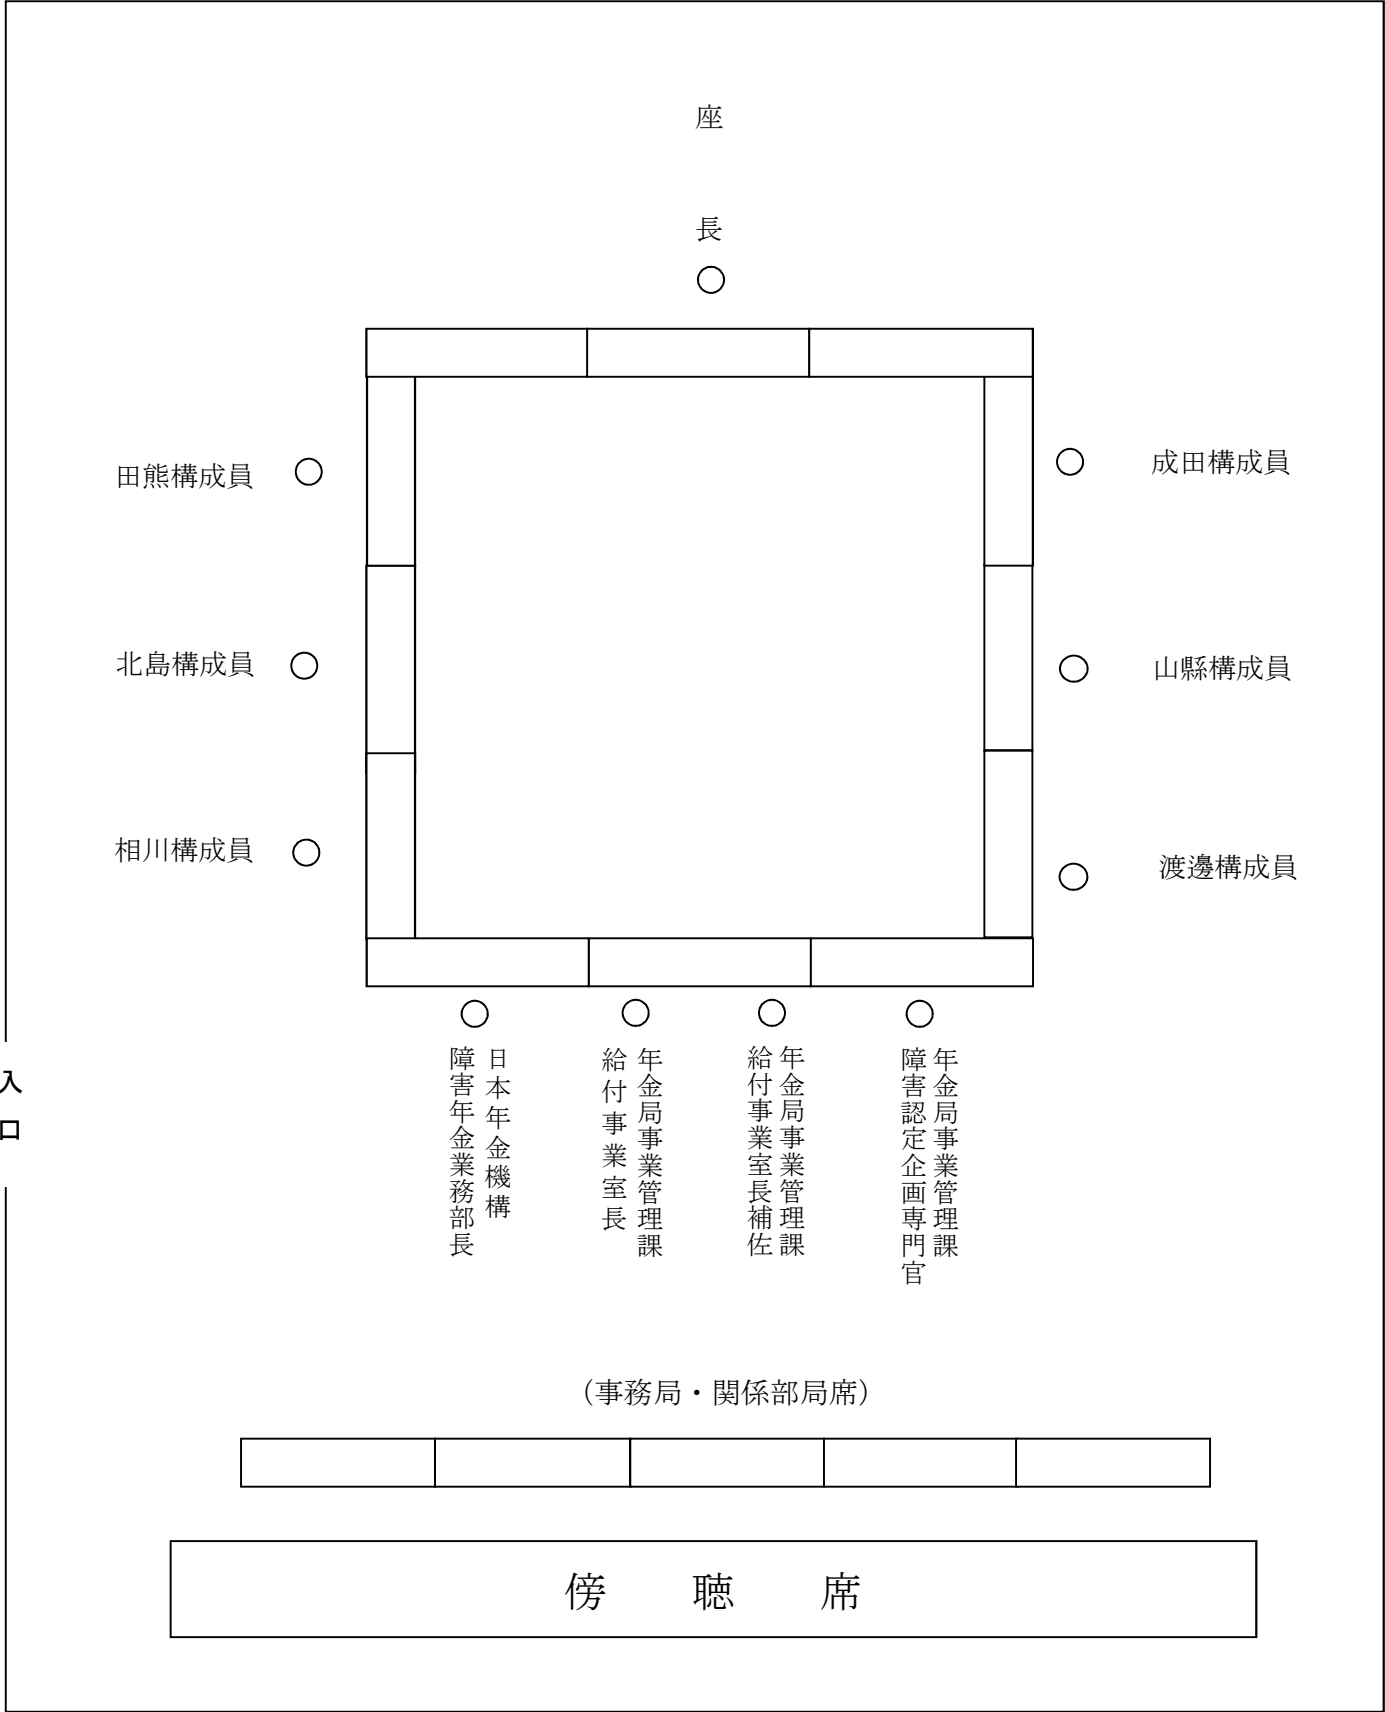 座
長
田熊構成員
成田構成員
北島構成員
山縣構成員
相川構成員
渡邊構成員
入
口
日本年金機構
障害年金業務部長
年金局事業管理課
給付事業室長
年金局事業管理課
給付事業室長補佐
年金局事業管理課
障害認定企画専門官
（事務局・関係部局席）
傍　聴　席